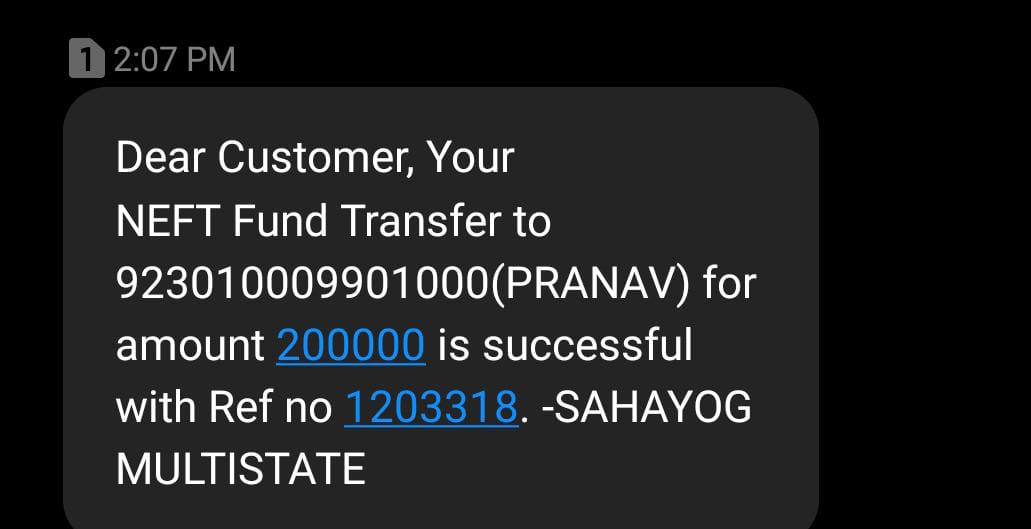 1 2:07 PM
Dear Customer, Your
NEFT Fund Transfer to
923010009901000(PRANAV) for
amount 200000 is successful
with Ref no 1203318. -SAHAYOG
MULTISTATE